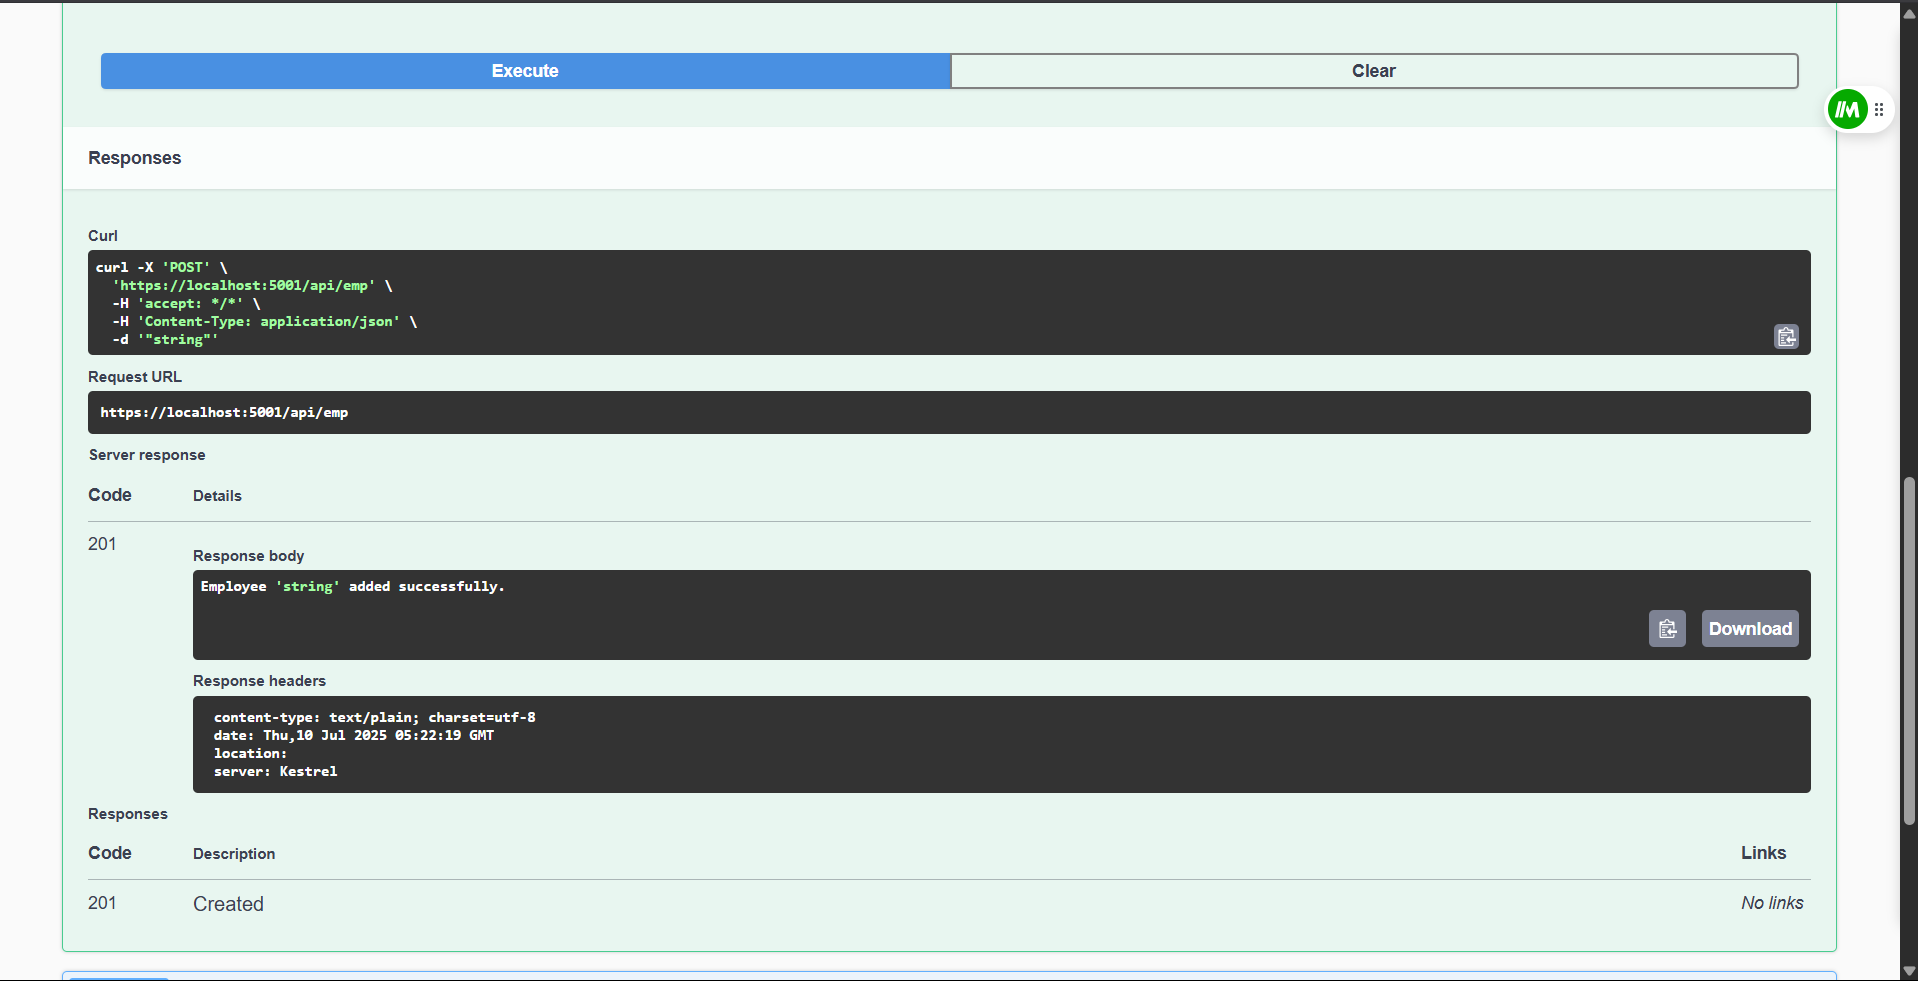 Execute
Clear
Responses
Curl
curl -X 'POST' \
'https://localhost:5001/api/emp' \
-H 'accept: */*' \
-H 'Content-Type: application/json' \
-d '"string"'
Request URL
https://localhost:5001/api/emp
Server response
Code Details
201
Response body
Employee 'string' added successfully.
Download
Response headers
content-type: text/plain; charset=utf-8
date: Thu,10 Jul 2025 05:22:19 GMT
location:
server: Kestrel
Responses
Code Description Links
201 Created No links